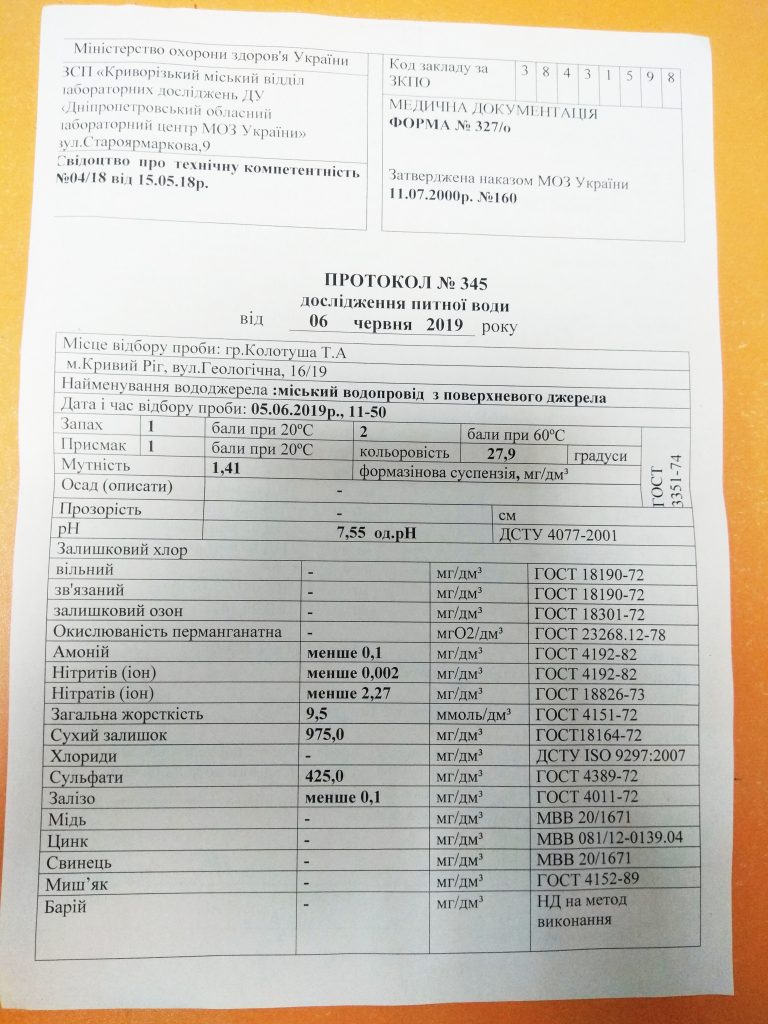 Міністерство охорони здоров'я України
ЗСП «Криворізький міський відділ
лабораторних досліджень ДУ
«Дніпропетровський обласний
лабораторний центр МОЗ України»
вул.Староярмаркова,9
Свідоцтво про технічну компетентність
№04/18 від 15.05.18р.
Код закладу за ЗКПО 3 8 4 3 1 5 9 8
МЕДИЧНА ДОКУМЕНТАЦІЯ
ФОРМА № 327/о
Затверджена наказом МОЗ України
11.07.2000р. №160
ПРОТОКОЛ № 345
дослідження питної води
від 06 червня 2019 року
Місце відбору проби: гр.Колотуша Т.А
м.Кривий Ріг, вул.Геологічна, 16/19
Найменування вододжерела :міський водопровід з поверхневого джерела
Дата і час відбору проби: 05.06.2019р., 11-50
Запах 1 бали при 20ºС 2 бали при 60ºС
Присмак 1 бали при 20ºС кольоровість 27,9 градуси
Мутність 1,41 формазінова суспензія, мг/дм³
ГОСТ 3351-74
Осад (описати) -
Прозорість - см
рН 7,55 од.рН ДСТУ 4077-2001
Залишковий хлор
вільний - мг/дм³ ГОСТ 18190-72
зв'язаний - мг/дм³ ГОСТ 18190-72
залишковий озон - мг/дм³ ГОСТ 18301-72
Окислюваність перманганатна - мгО2/дм³ ГОСТ 23268.12-78
Амоній менше 0,1 мг/дм³ ГОСТ 4192-82
Нітритів (іон) менше 0,002 мг/дм³ ГОСТ 4192-82
Нітратів (іон) менше 2,27 мг/дм³ ГОСТ 18826-73
Загальна жорсткість 9,5 ммоль/дм³ ГОСТ 4151-72
Сухий залишок 975,0 мг/дм³ ГОСТ18164-72
Хлориди - мг/дм³ ДСТУ ISO 9297:2007
Сульфати 425,0 мг/дм³ ГОСТ 4389-72
Залізо менше 0,1 мг/дм³ ГОСТ 4011-72
Мідь - мг/дм³ МВВ 20/1671
Цинк - мг/дм³ МВВ 081/12-0139.04
Свинець - мг/дм³ МВВ 20/1671
Миш’як - мг/дм³ ГОСТ 4152-89
Барій - мг/дм³ НД на метод
виконання